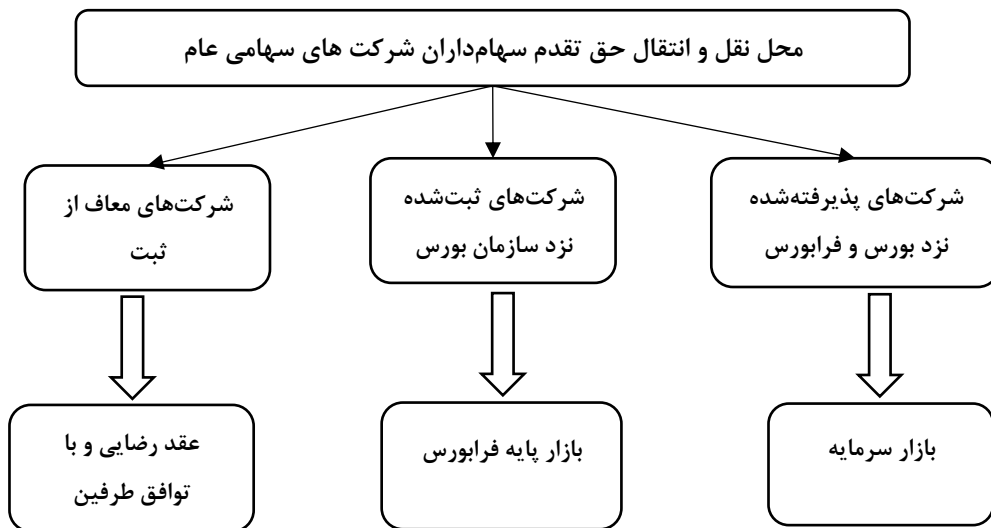 محل نقل و انتقال حق تقدم سهام‌داران شرکت های سهامی عام
شرکت‌های پذیرفته‌شده
نزد بورس و فرابورس
شرکت‌های ثبت‌شده
نزد سازمان بورس
شرکت‌های معاف از
ثبت
بازار سرمایه
بازار پایه فرابورس
عقد رضایی و با
توافق طرفین